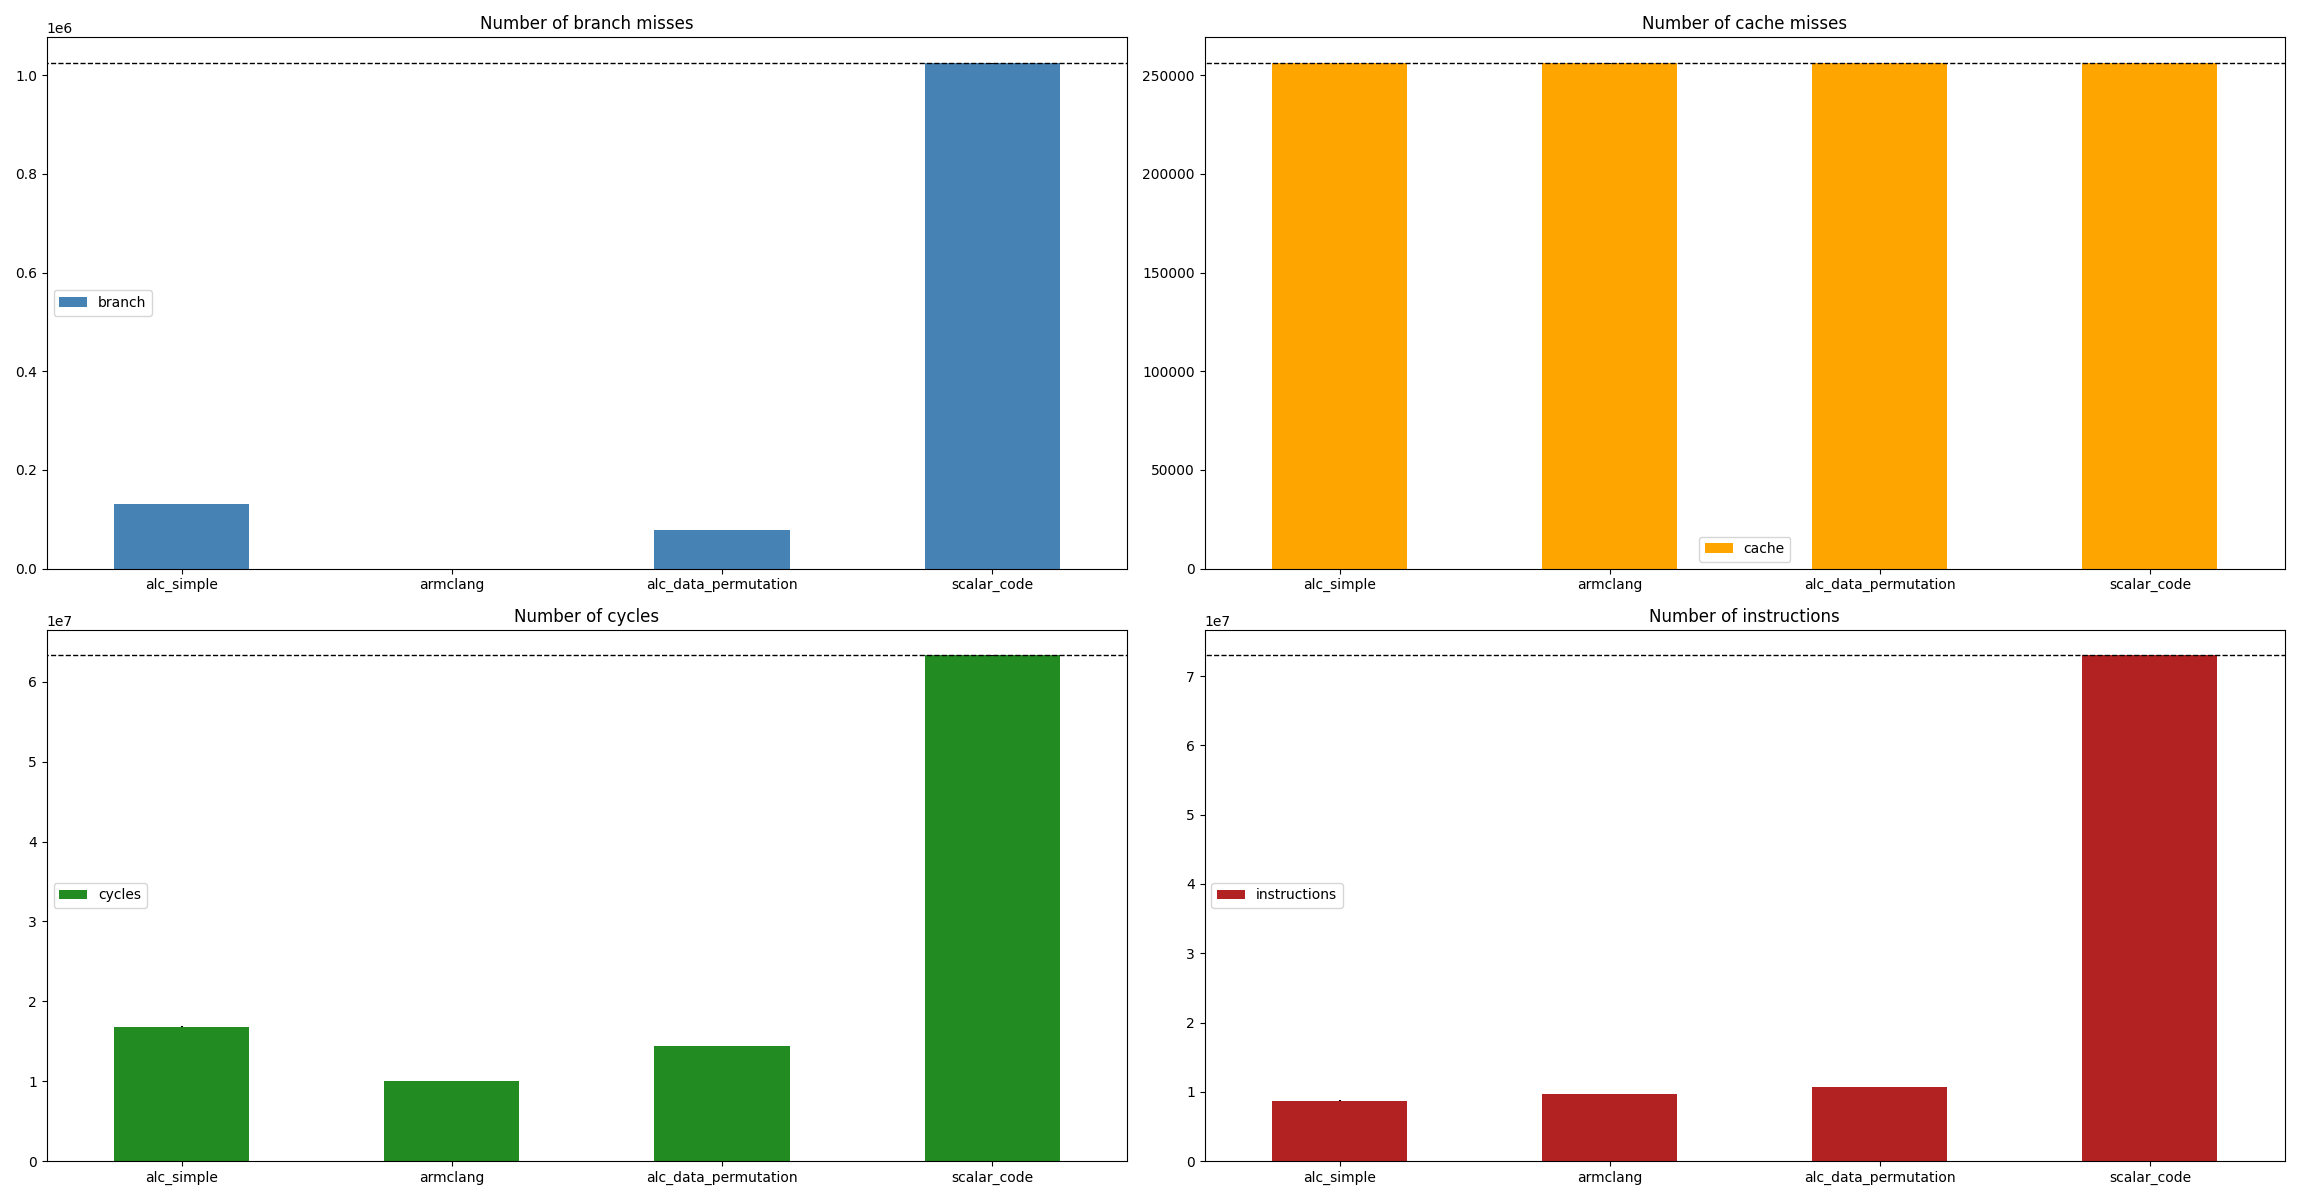 Number of branch misses
1e6
1.0
0.8
0.6
0.4
0.2
0.0
branch
alc_simple armclang alc_data_permutation scalar_code
Number of cache misses
250000
200000
150000
100000
50000
0
cache
alc_simple armclang alc_data_permutation scalar_code
Number of cycles
1e7
6
5
4
3
2
1
0
cycles
alc_simple armclang alc_data_permutation scalar_code
Number of instructions
1e7
7
6
5
4
3
2
1
0
instructions
alc_simple armclang alc_data_permutation scalar_code